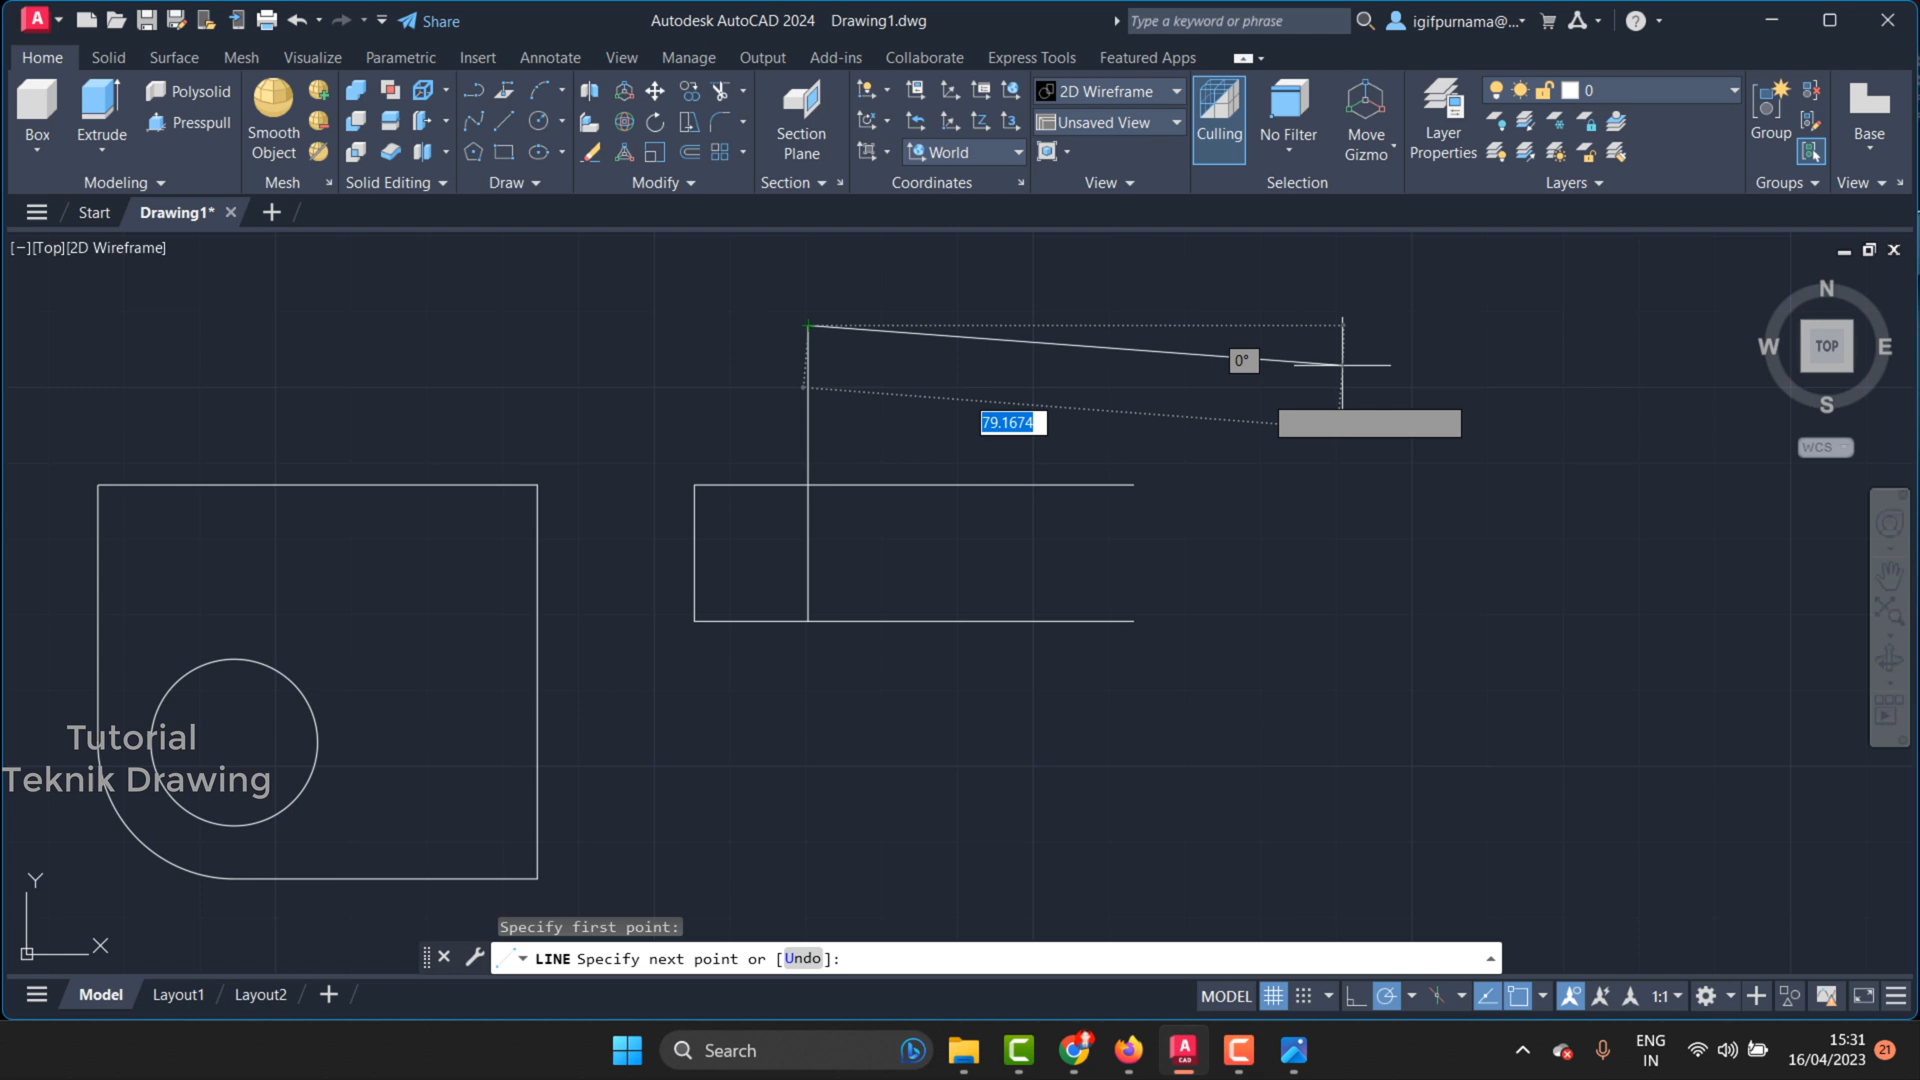 Share
Autodesk AutoCAD 2024 Drawing1.dwg
Type a keyword or phrase
igifpurnama@...
Home Solid Surface Mesh Visualize Parametric Insert Annotate View Manage Output Add-ins Collaborate Express Tools Featured Apps
Box
Extrude
Polysolid
Presspull
Smooth
Object
Section
Plane
World
2D Wireframe
Unsaved View
Culling
No Filter
Move
Gizmo
Layer
Properties
0
Group
Base
Modeling Mesh Solid Editing Draw Modify Section Coordinates View Selection Layers Groups View
Start Drawing1*
[−][Top][2D Wireframe]
N
W TOP E
S
WCS
0°
79.1674
Tutorial
Teknik Drawing
Y
X
Specify first point:
LINE Specify next point or [Undo]:
Model Layout1 Layout2
MODEL
1:1
Search
A
CAD
ENG
IN
15:31
16/04/2023
21